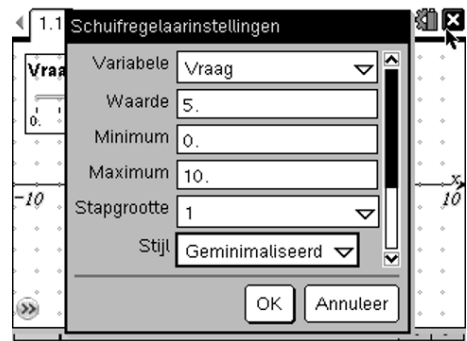 1.1
Schuifregelaarinstellingen
Vraa
0.
Variabele Vraag
Waarde 5.
Minimum 0.
Maximum 10.
Stapgrootte 1
Stijl Geminimaliseerd
-10
x
10
OK Annuleer